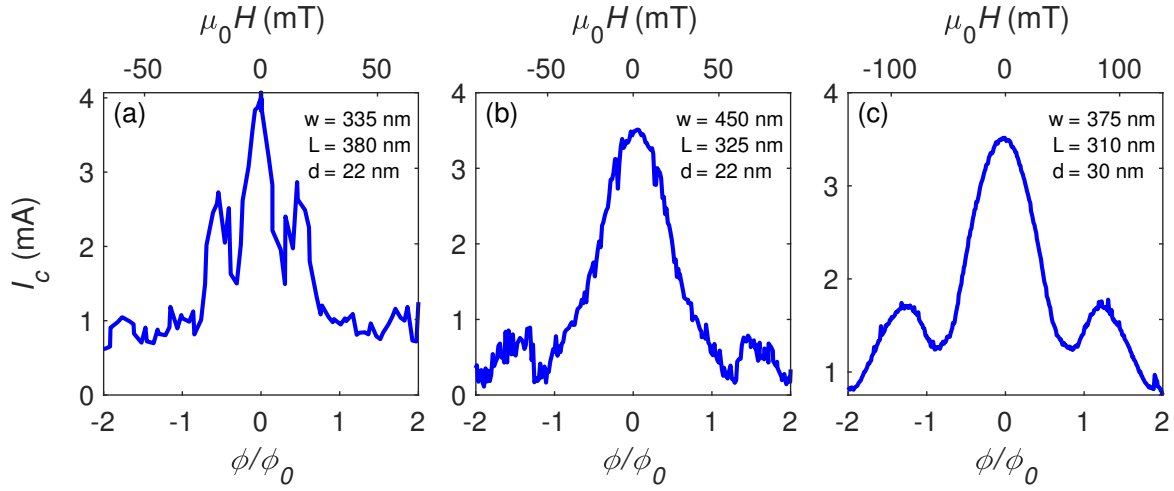 μ₀H (mT) μ₀H (mT) μ₀H (mT)
-50 0 50 -50 0 50 -100 0 100
(a) w = 335 nm
L = 380 nm
d = 22 nm
(b) w = 450 nm
L = 325 nm
d = 22 nm
(c) w = 375 nm
L = 310 nm
d = 30 nm
I_c (mA)
4 3 2 1 0
4 3 2 1 0
4 3 2 1
-2 -1 0 1 2 -2 -1 0 1 2 -2 -1 0 1 2
ϕ/ϕ₀ ϕ/ϕ₀ ϕ/ϕ₀